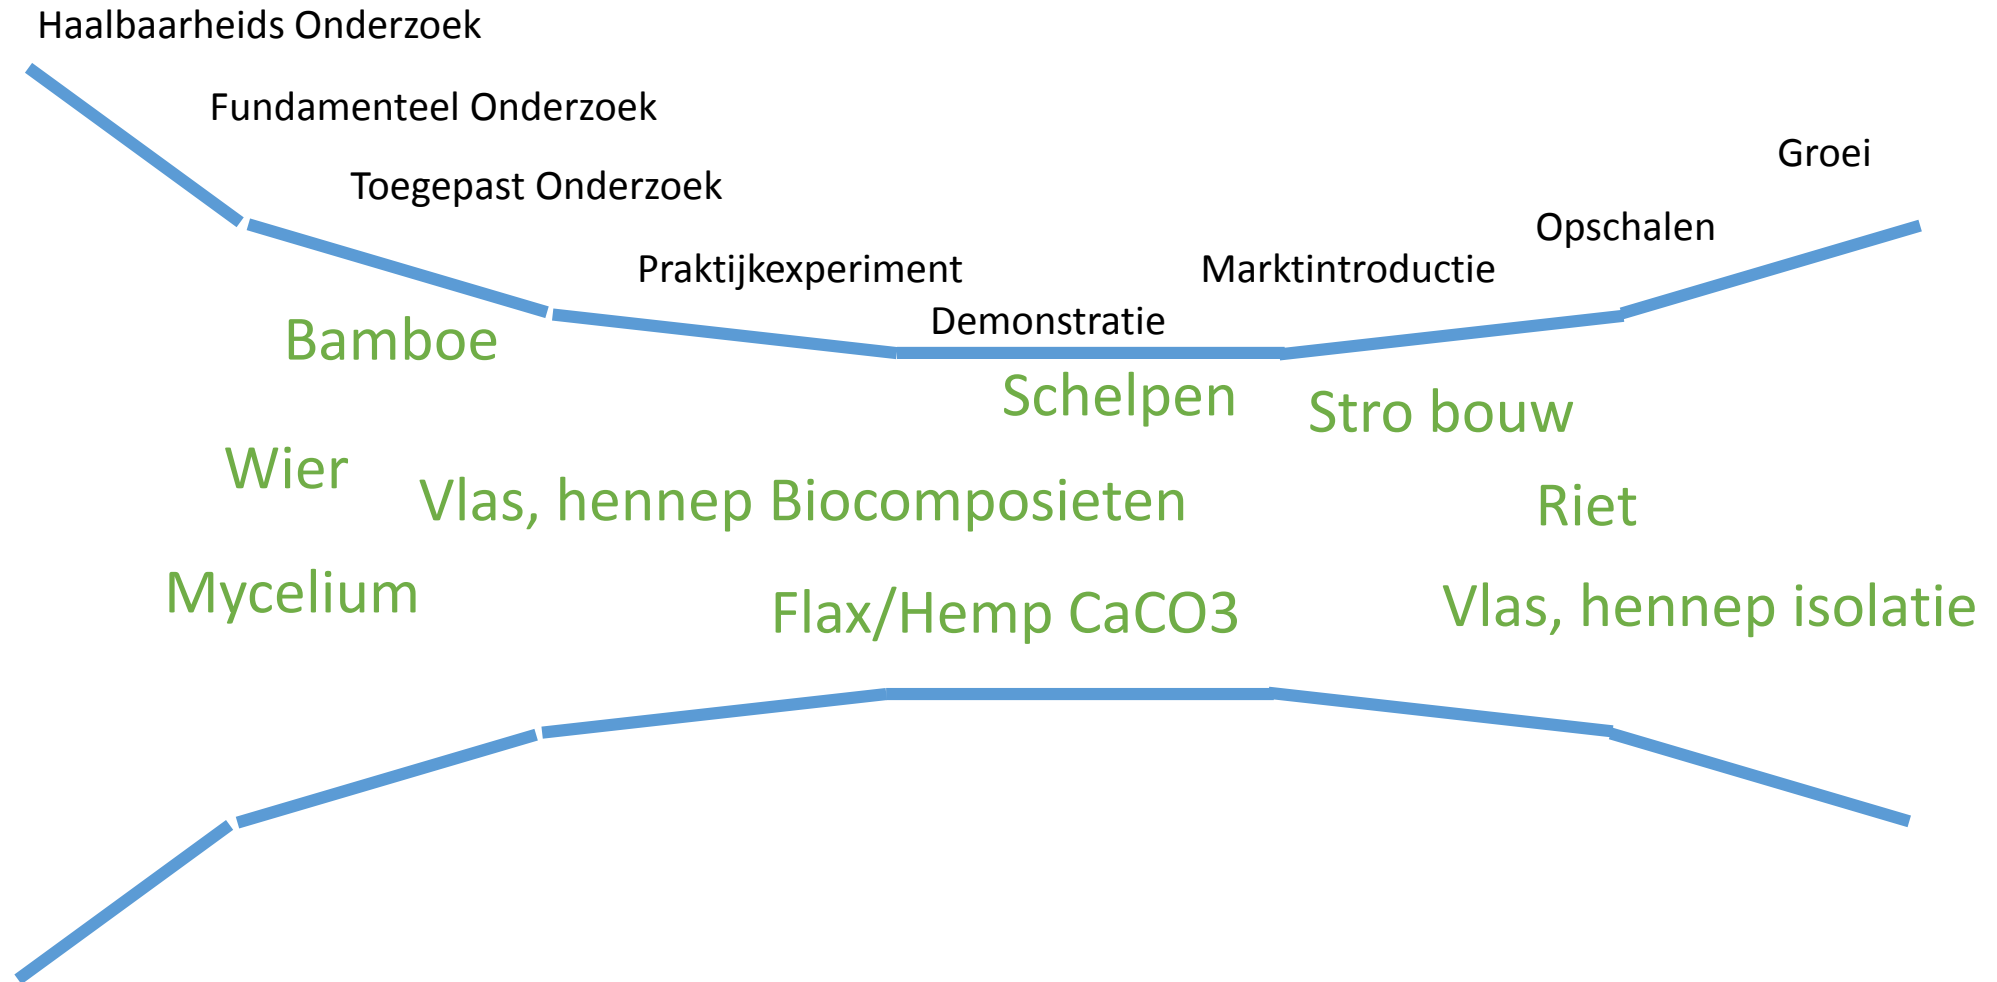 Haalbaarheids Onderzoek
Fundamenteel Onderzoek
Groei
Toegepast Onderzoek
Opschalen
Praktijkexperiment
Marktintroductie
Demonstratie
Bamboe
Schelpen
Stro bouw
Wier
Vlas, hennep Biocomposieten
Riet
Mycelium
Flax/Hemp CaCO3
Vlas, hennep isolatie